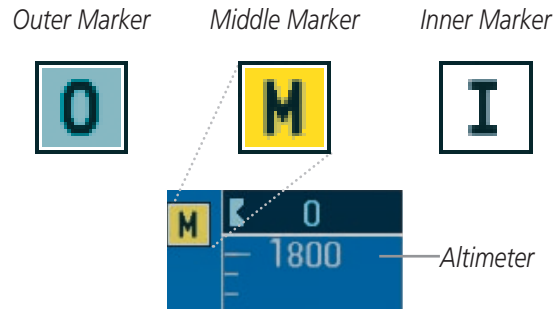 Outer Marker Middle Marker Inner Marker
O M I
M 0
1800 Altimeter